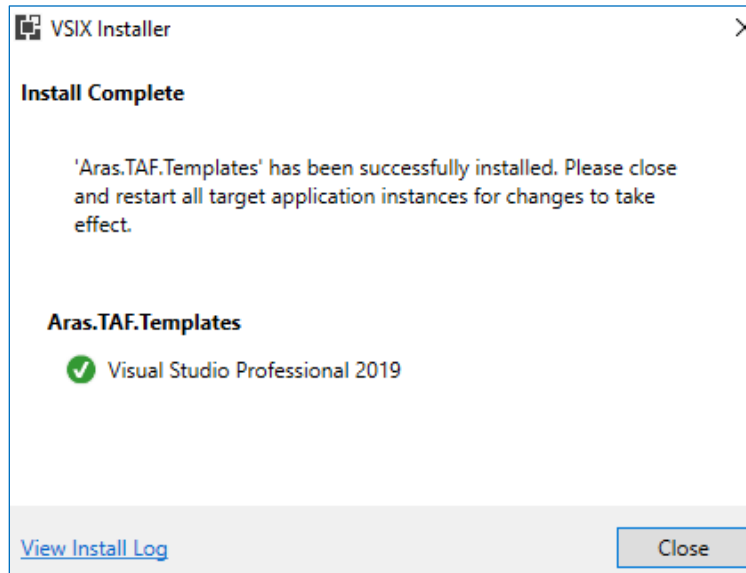 VSIX Installer
Install Complete
'Aras.TAF.Templates' has been successfully installed. Please close
and restart all target application instances for changes to take
effect.
Aras.TAF.Templates
Visual Studio Professional 2019
View Install Log
Close